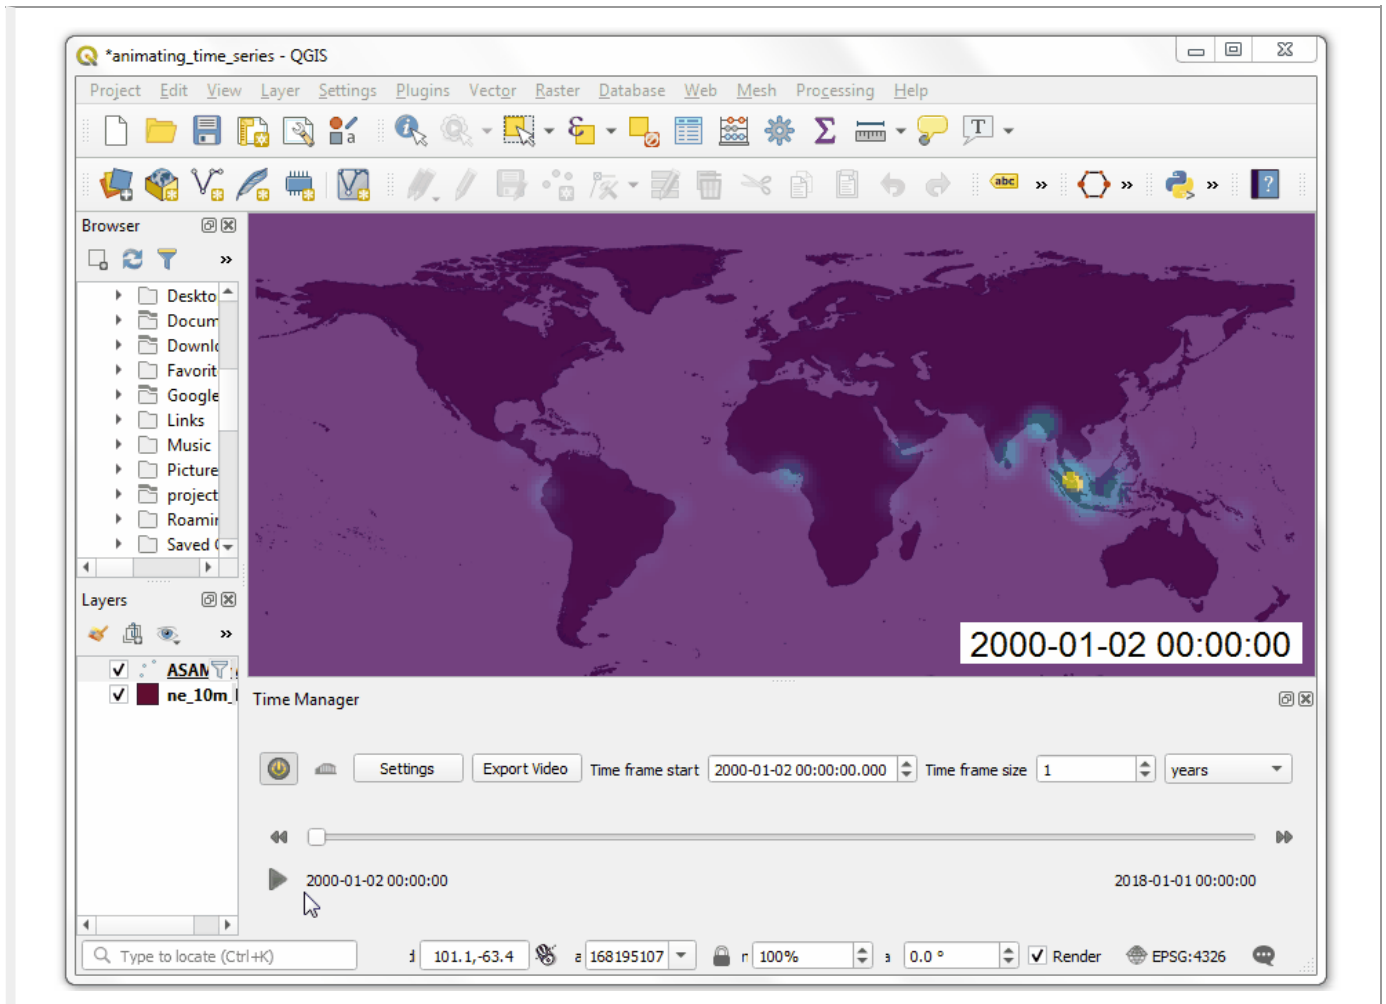 *animating_time_series - QGIS
Project Edit View Layer Settings Plugins Vector Raster Database Web Mesh Processing Help
a T
abc » » » ?
Browser
»
Deskto
Docum
Downlo
Favorit
Google
Links
Music
Picture
project
Roamin
Saved
2000-01-02 00:00:00
Layers
»
ASAM
ne_10m_
Time Manager
Settings Export Video Time frame start 2000-01-02 00:00:00.000 Time frame size 1 years
2000-01-02 00:00:00 2018-01-01 00:00:00
Type to locate (Ctrl+K) 101.1,-63.4 168195107 100% 0.0 ° Render EPSG:4326